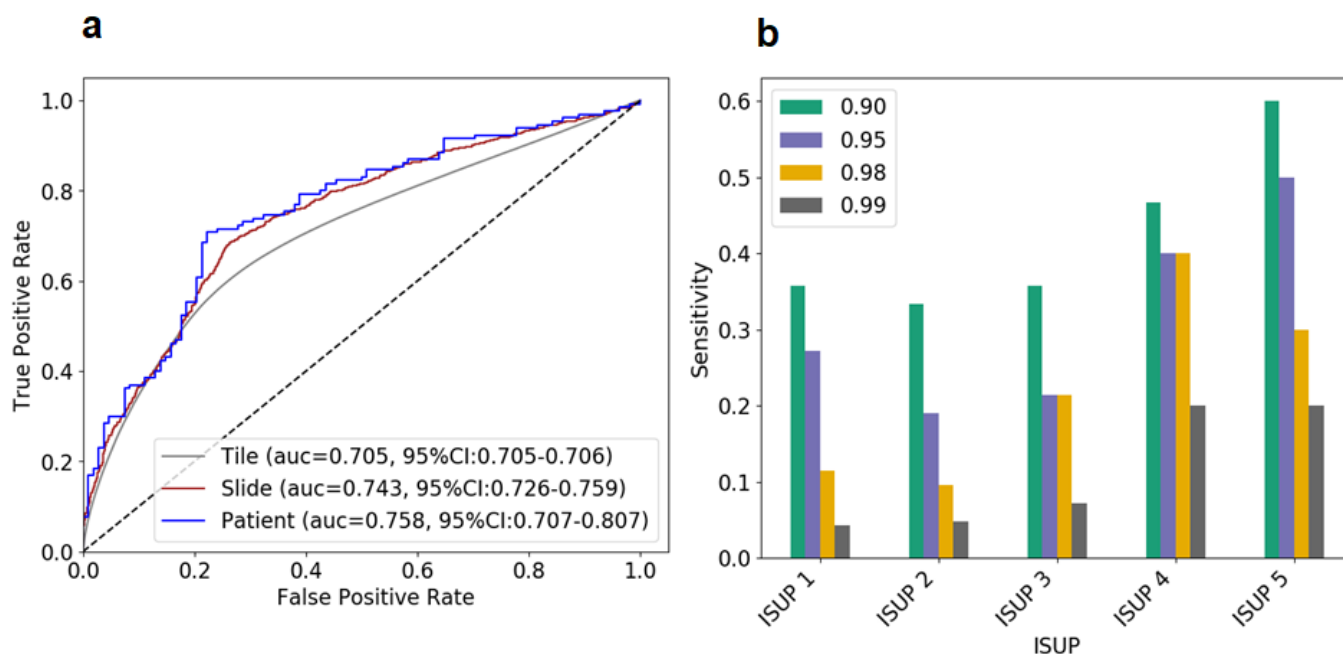 a
1.0
0.8
0.6
0.4
0.2
0.0
True Positive Rate
Tile (auc=0.705, 95%CI:0.705-0.706)
Slide (auc=0.743, 95%CI:0.726-0.759)
Patient (auc=0.758, 95%CI:0.707-0.807)
0.0 0.2 0.4 0.6 0.8 1.0
False Positive Rate
b
0.6
0.5
0.4
0.3
0.2
0.1
0.0
Sensitivity
0.90
0.95
0.98
0.99
ISUP 1
ISUP 2
ISUP 3
ISUP 4
ISUP 5
ISUP